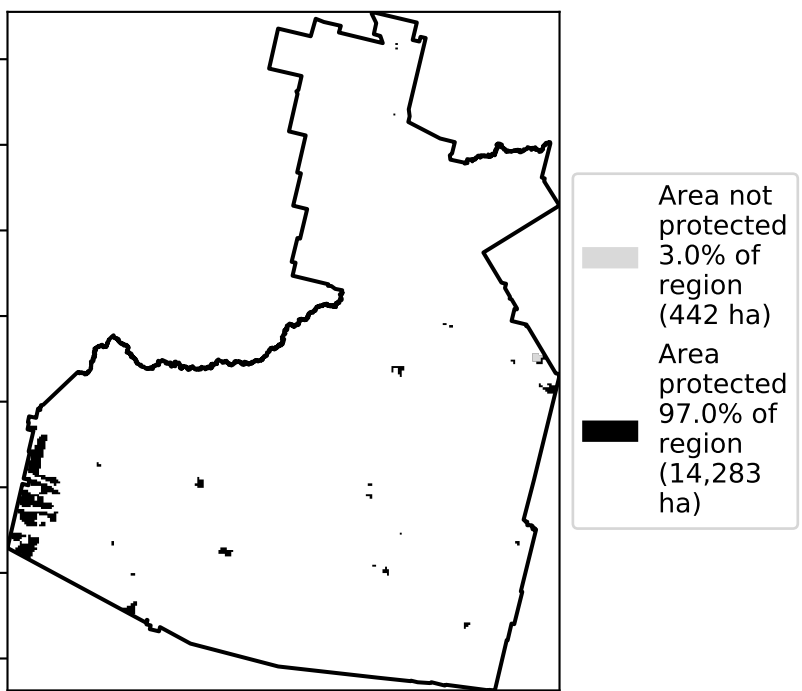 Area not
protected
3.0% of
region
(442 ha)
Area
protected
97.0% of
region
(14,283
ha)